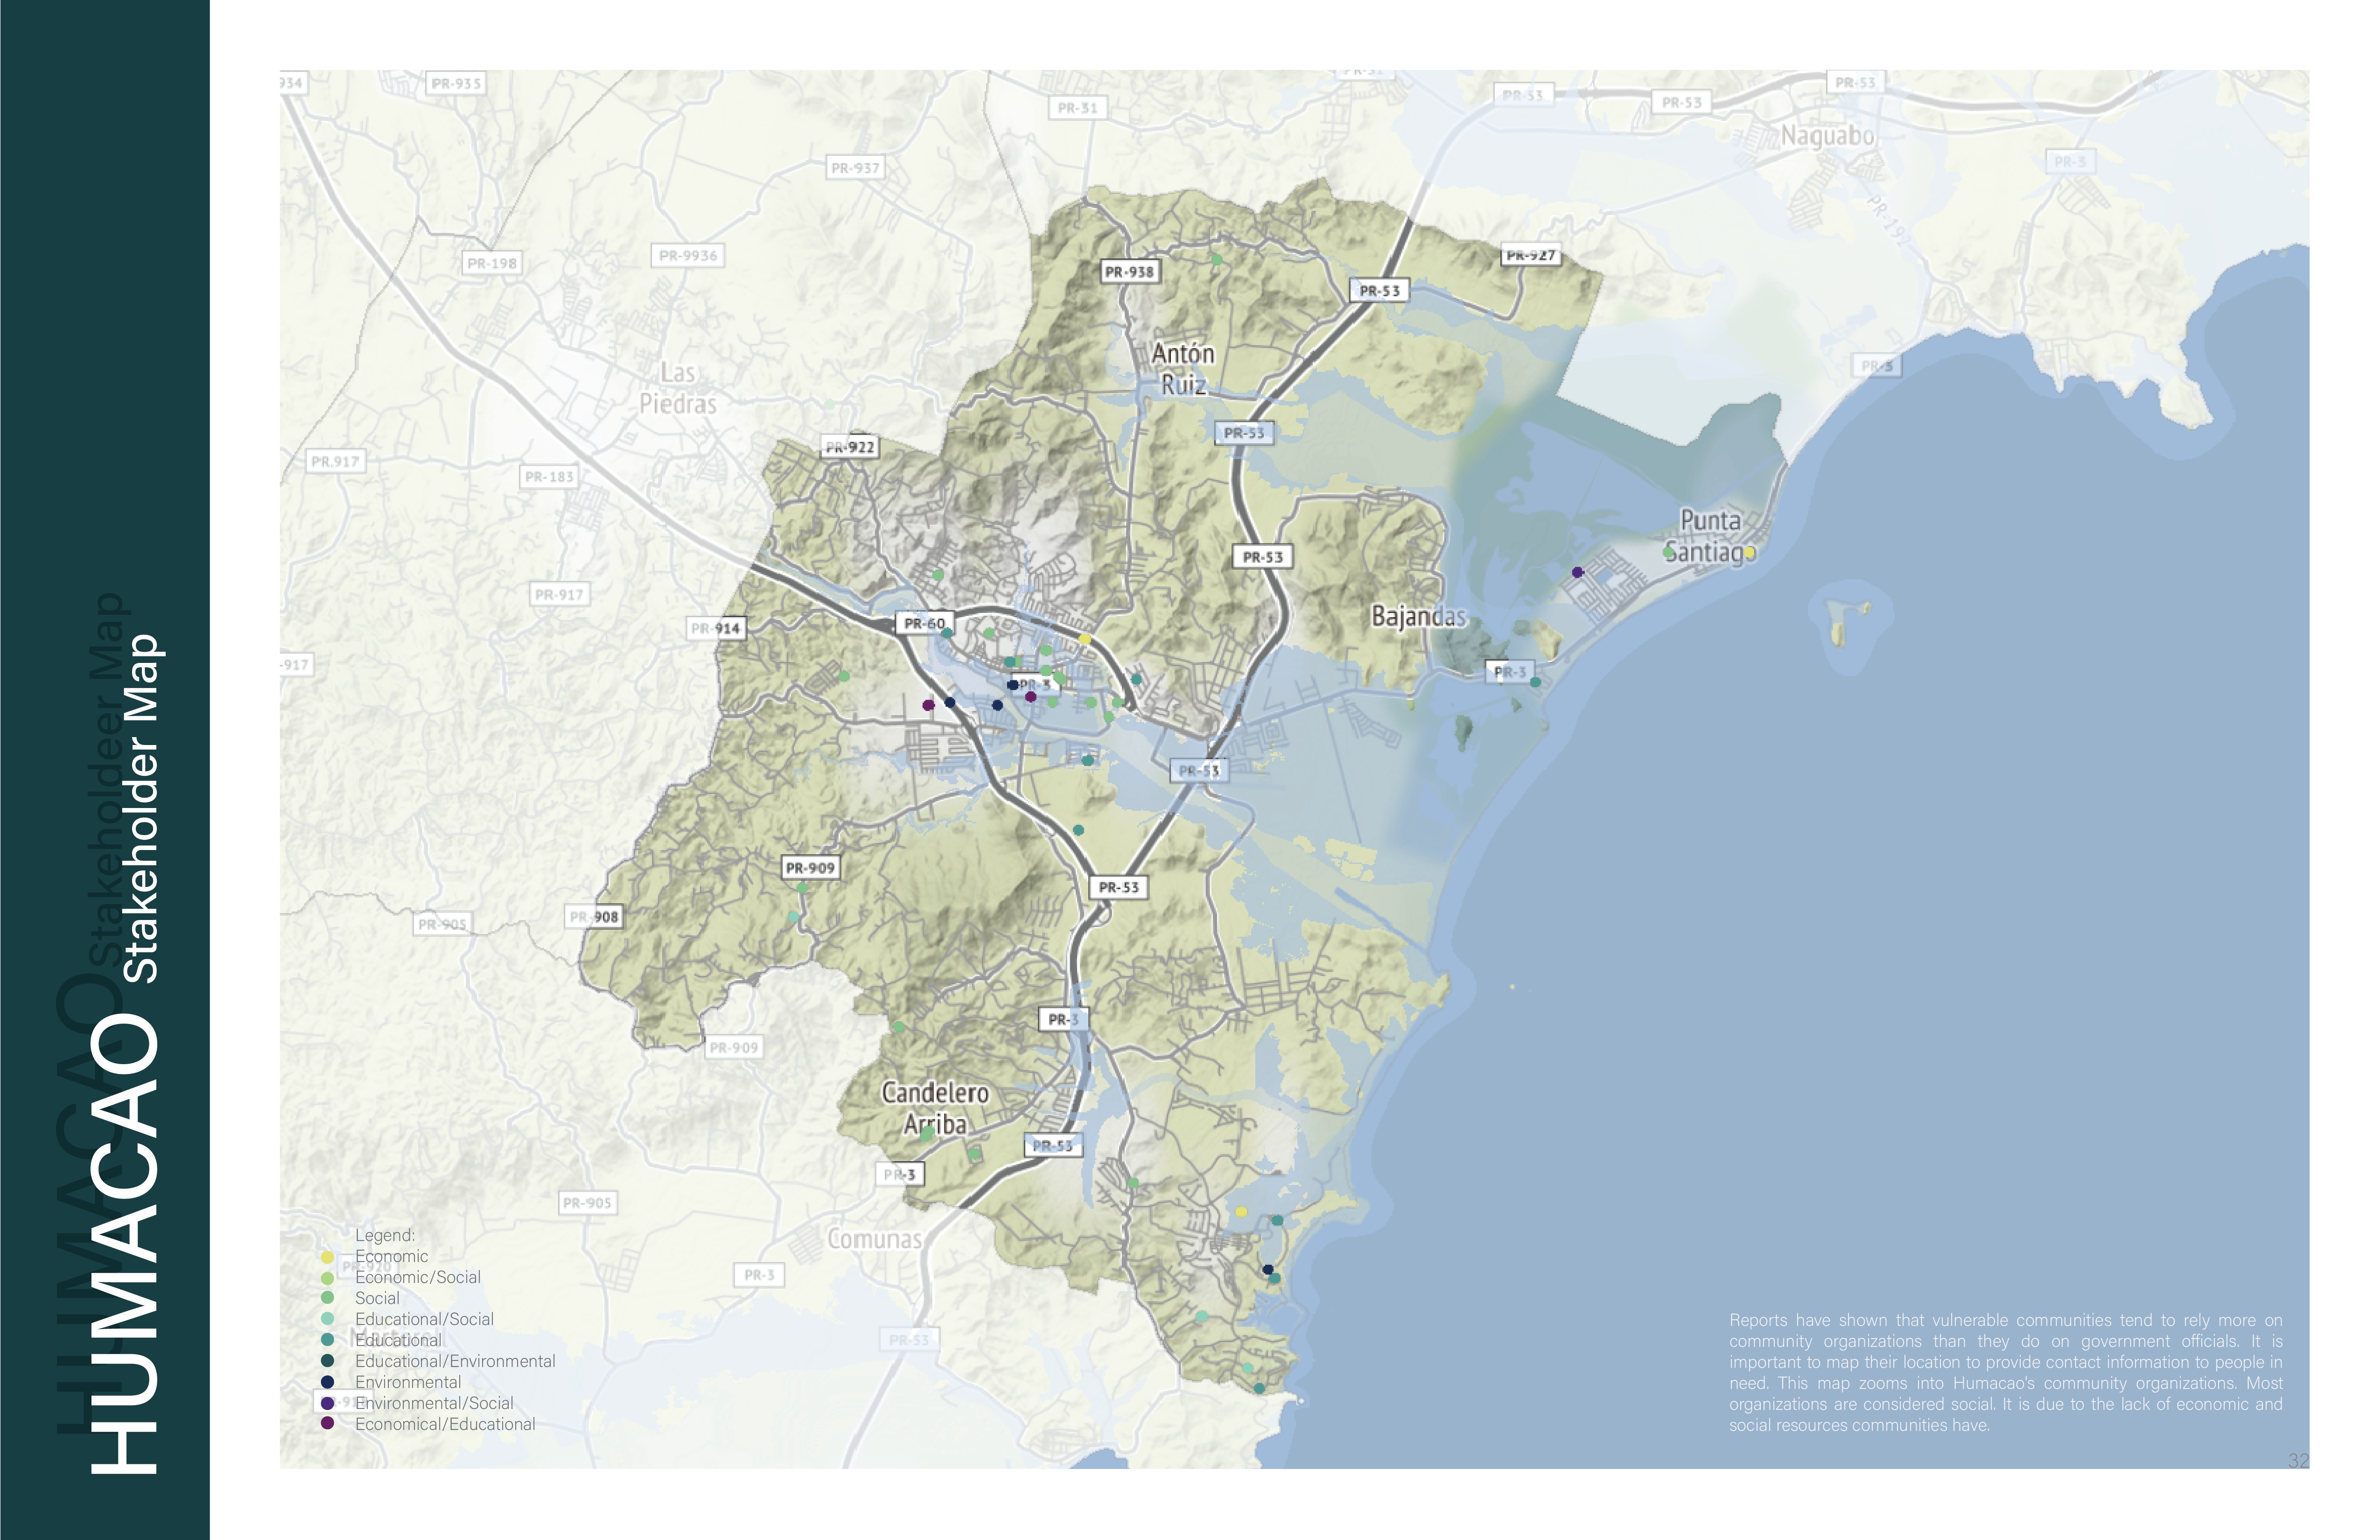 HUMACAO Stakeholder Map
HUMACAO Stakeholdeer Map
934
PR-935
PR-31
PR-53
PR-53
PR-53
Naguabo
PR-937
PR-3
PR-192
PR-198
PR-9936
PR-938
PR-927
PR-53
Antón
Ruiz
Las
Piedras
PR-3
PR-922
PR-53
PR.917
PR-183
Punta
Santiago
PR-53
PR-917
Bajandas
PR-60
PR-914
-917
PR-3
PR-3
PR-53
PR-909
PR-53
PR-908
PR-905
PR-3
PR-909
Candelero
Arriba
PR-53
PR-3
PR-905
Comunas
PR-3
PR-920
PR-53
Legend:
Economic
Economic/Social
Social
Educational/Social
Educational
Educational/Environmental
Environmental
Environmental/Social
Economical/Educational
Reports have shown that vulnerable communities tend to rely more on
community organizations than they do on government officials. It is
important to map their location to provide contact information to people in
need. This map zooms into Humacao's community organizations. Most
organizations are considered social. It is due to the lack of economic and
social resources communities have.
32